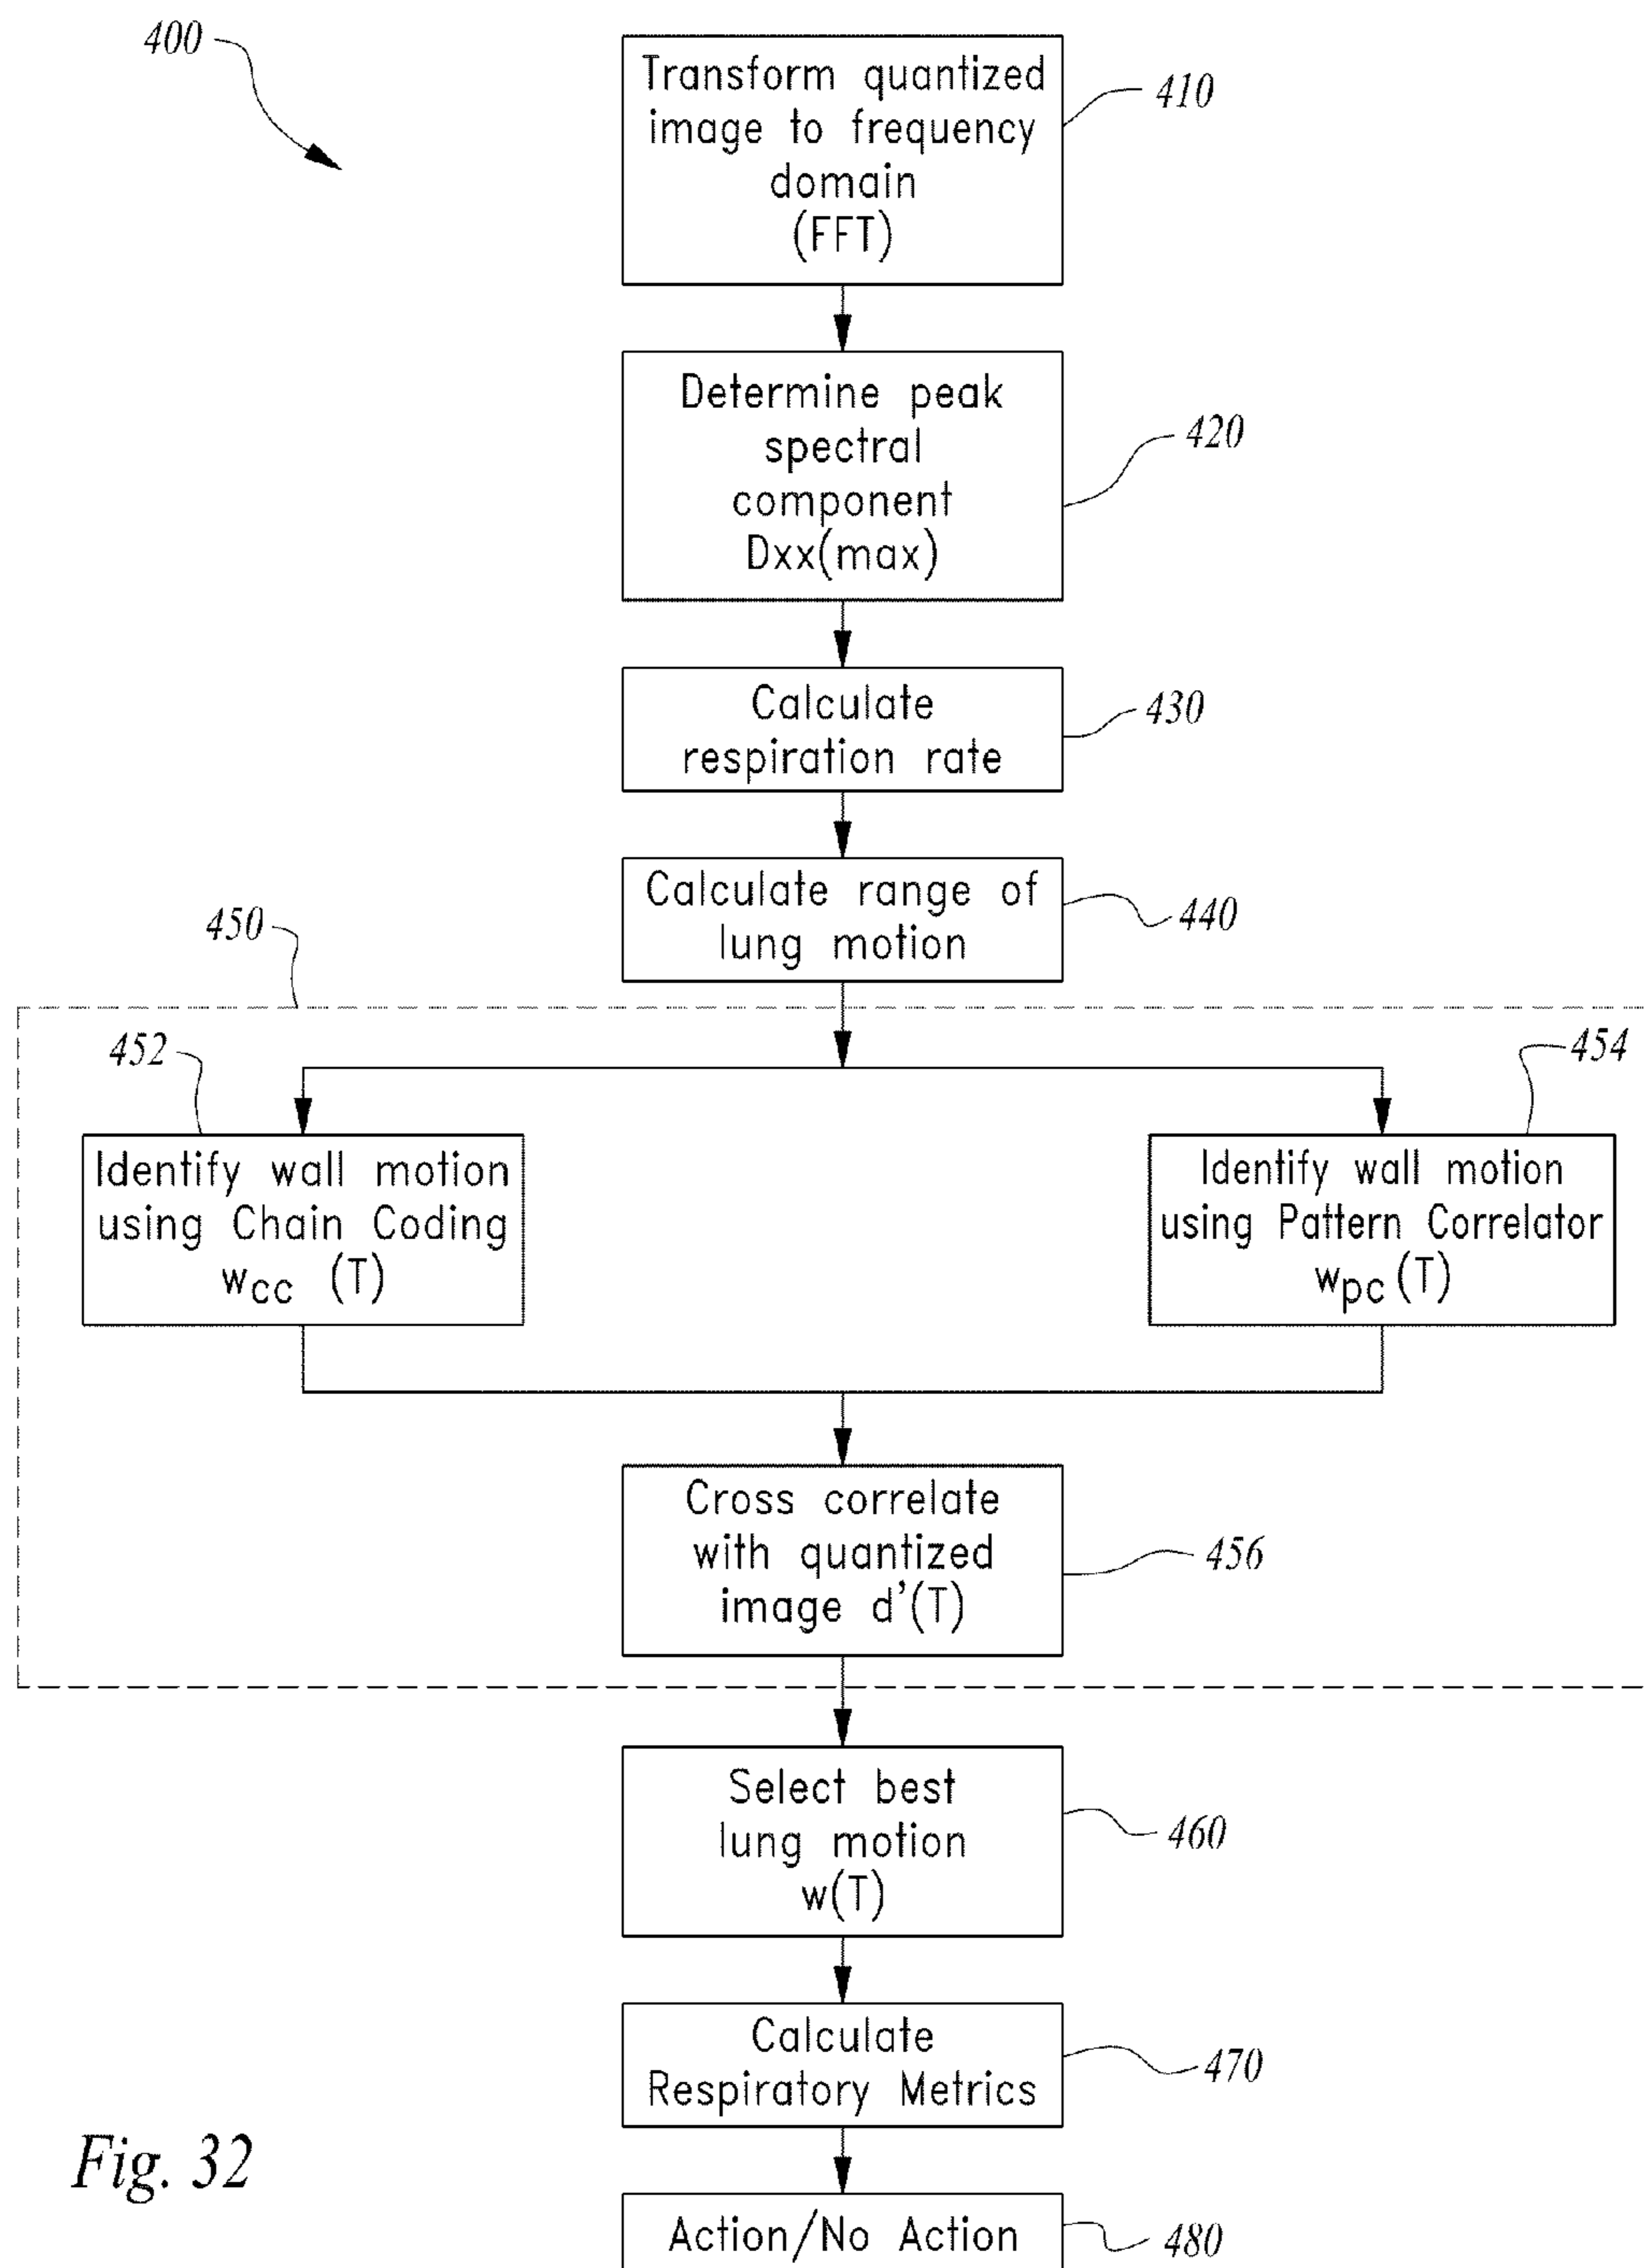 400
Transform quantized
image to frequency
domain
(FFT)
410
Determine peak
spectral
component
Dxx(max)
420
Calculate
respiration rate
430
Calculate range of
lung motion
440
450
452
454
Identify wall motion
using Chain Coding
wcc (T)
Identify wall motion
using Pattern Correlator
wpc (T)
Cross correlate
with quantized
image d'(T)
456
Select best
lung motion
w(T)
460
Calculate
Respiratory Metrics
470
Fig. 32
Action/No Action
480